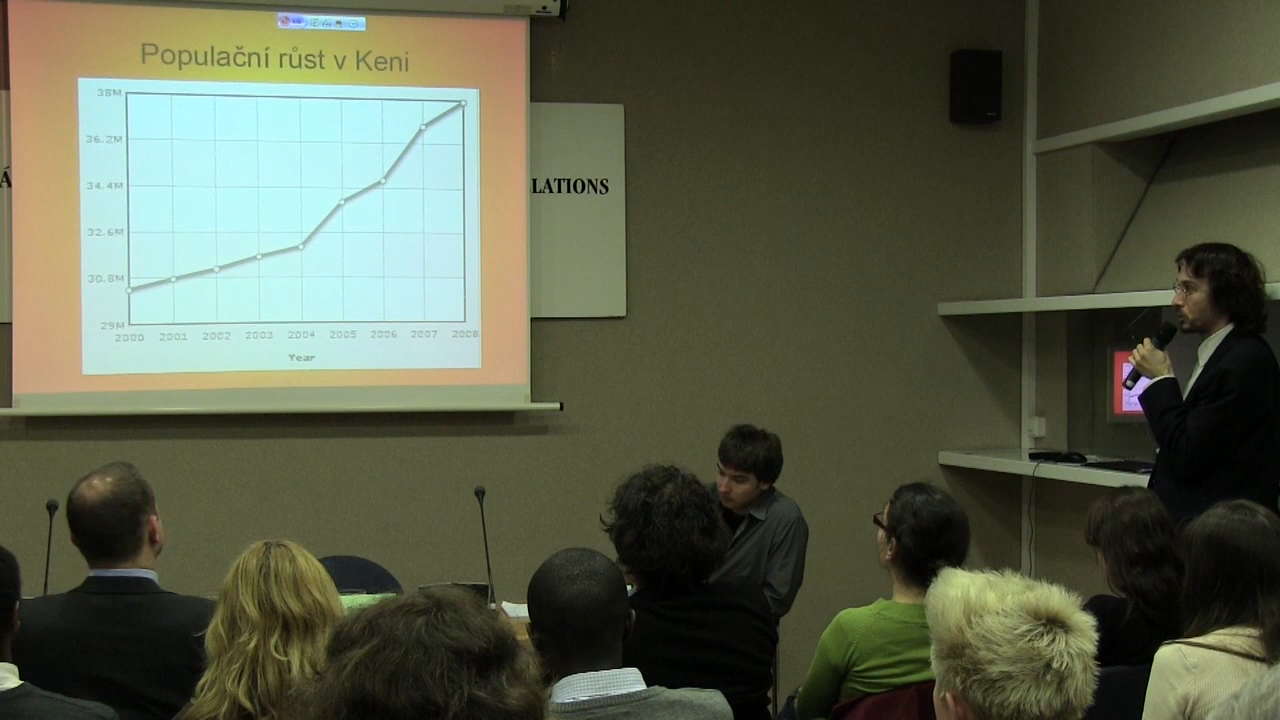 Populační růst v Keni
38M
36.2M
34.4M
32.6M
30.8M
29M
2000 2001 2002 2003 2004 2005 2006 2007 2008
Year
Á
LATIONS